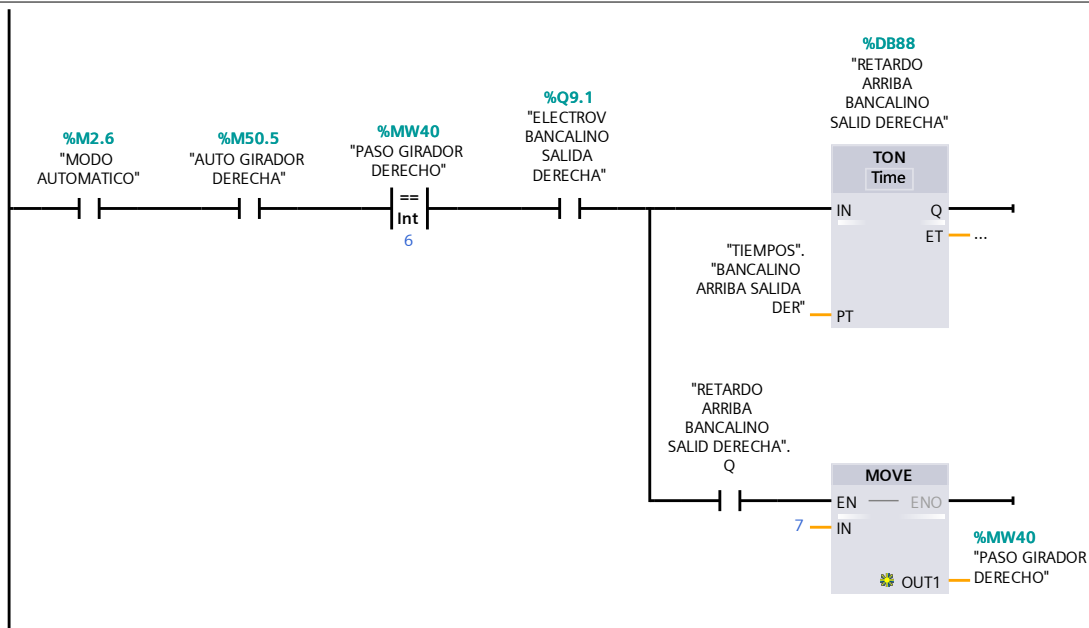 %DB88
"RETARDO
ARRIBA
BANCALINO
SALID DERECHA"
%Q9.1
"ELECTROV
BANCALINO
SALIDA
DERECHA"
%M2.6
"MODO
AUTOMATICO"
%M50.5
"AUTO GIRADOR
DERECHA"
%MW40
"PASO GIRADOR
DERECHO"
==
Int
6
TON
Time
IN
Q
ET
...
"TIEMPOS".
"BANCALINO
ARRIBA SALIDA
DER"
PT
"RETARDO
ARRIBA
BANCALINO
SALID DERECHA".
Q
MOVE
EN
ENO
7
IN
%MW40
"PASO GIRADOR
DERECHO"
OUT1